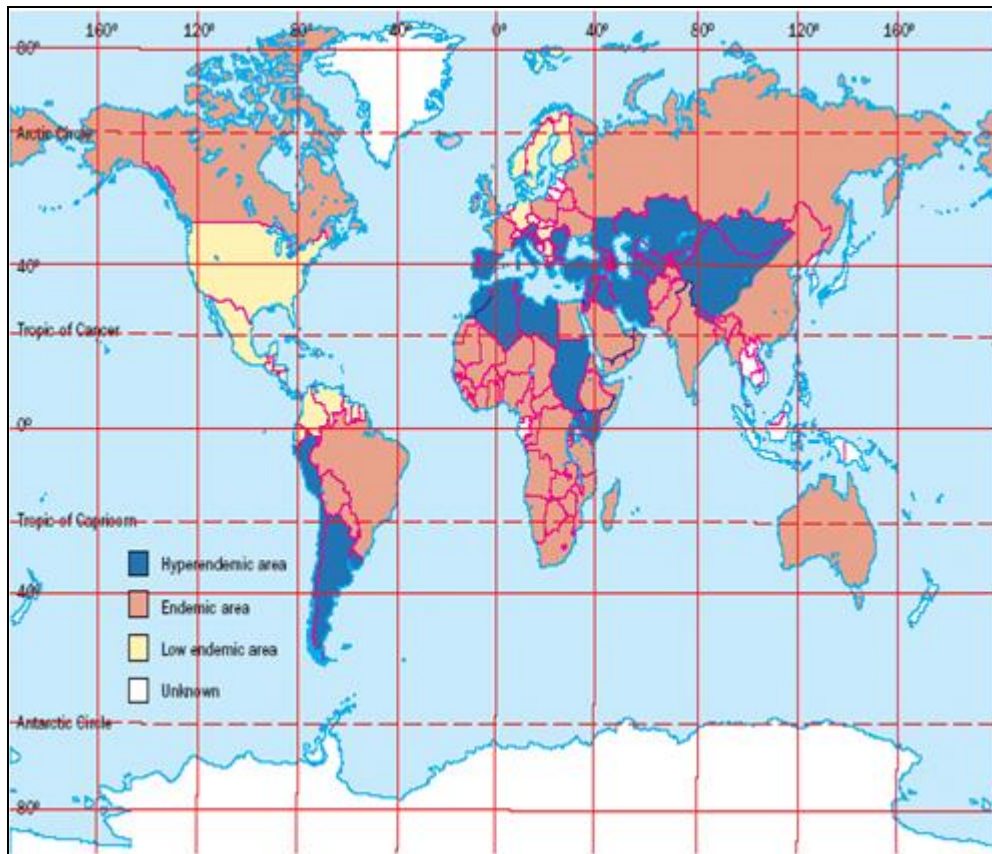 160° 120° 80° 40° 0° 40° 80° 120° 160°
80°
Arctic Circle
40°
Tropic of Cancer
0°
Tropic of Capricorn
Hyperendemic area
Endemic area
40°
Low endemic area
Unknown
Antarctic Circle
80°